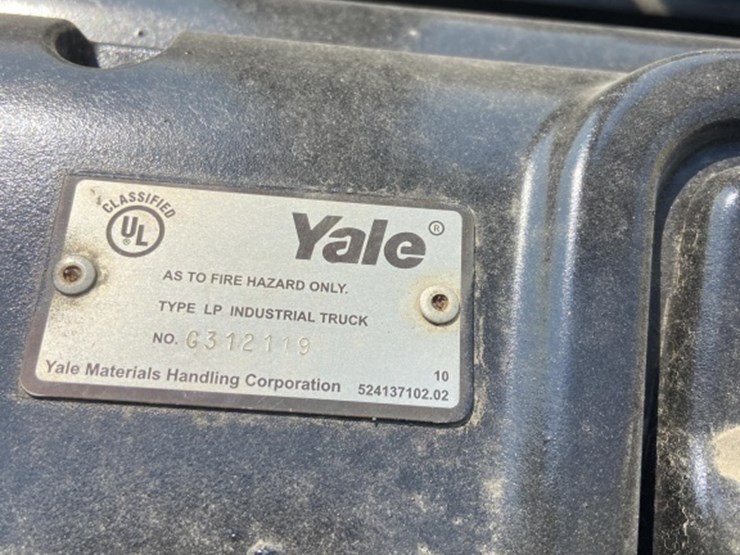 CLASSIFIED
UL ®
Yale®
AS TO FIRE HAZARD ONLY.
TYPE LP INDUSTRIAL TRUCK
NO. G312119
10
Yale Materials Handling Corporation 524137102.02